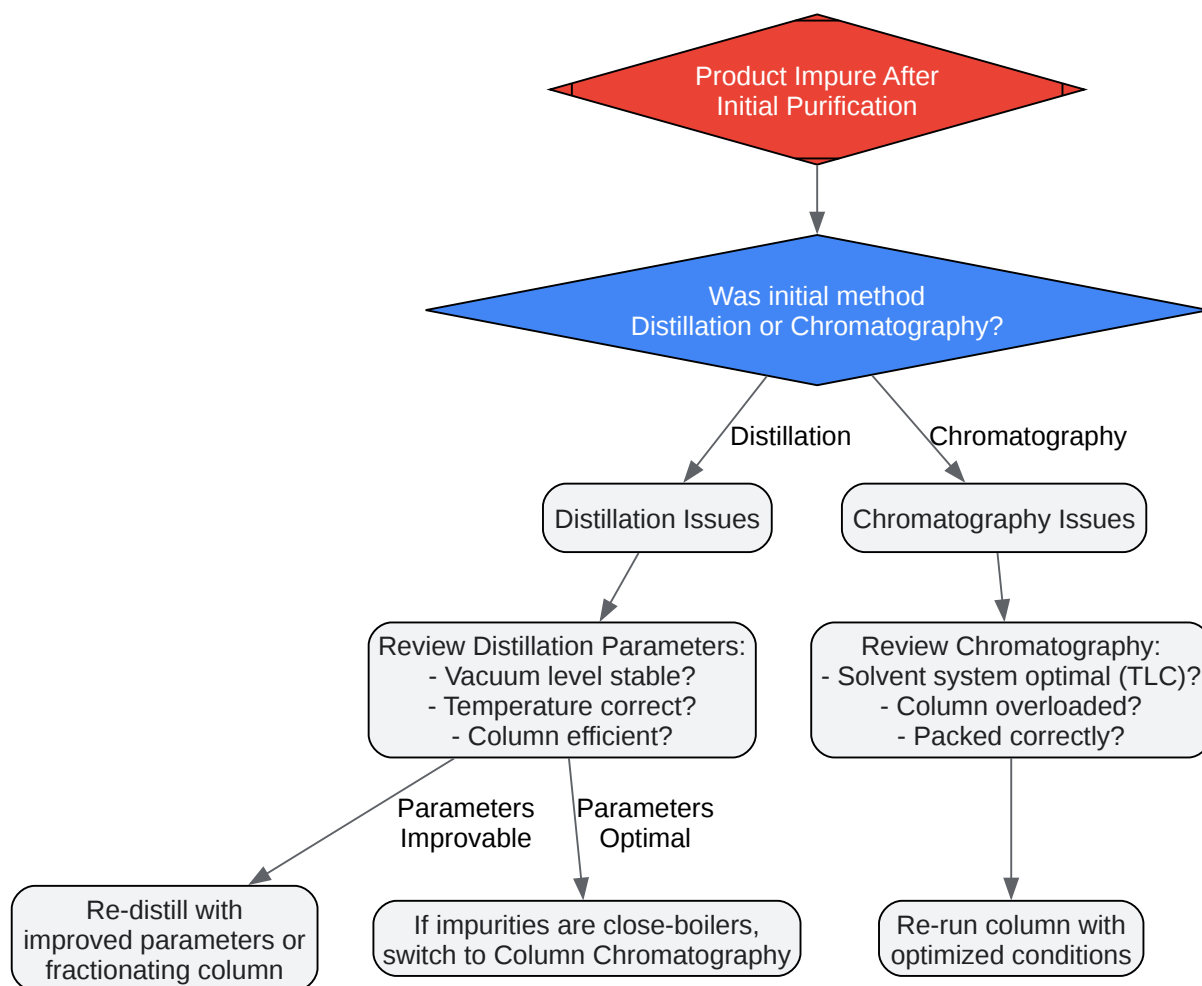 Product Impure After
Initial Purification
Was initial method
Distillation or Chromatography?
Distillation
Chromatography
Distillation Issues
Chromatography Issues
Review Distillation Parameters:
- Vacuum level stable?
- Temperature correct?
- Column efficient?
Review Chromatography:
- Solvent system optimal (TLC)?
- Column overloaded?
- Packed correctly?
Parameters
Improvable
Parameters
Optimal
Re-distill with
improved parameters or
fractionating column
If impurities are close-boilers,
switch to Column Chromatography
Re-run column with
optimized conditions